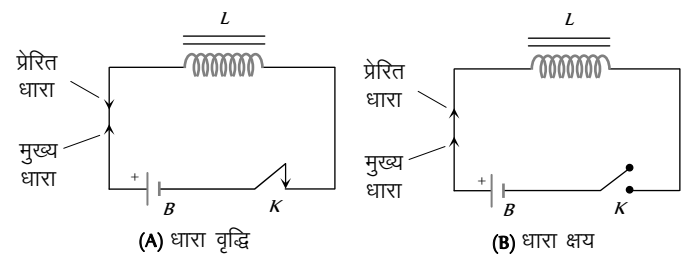 L
प्रेरित
धारा
मुख्य
धारा
+
B
K
(A) धारा वृद्धि
L
प्रेरित
धारा
मुख्य
धारा
+
B
K
(B) धारा क्षय